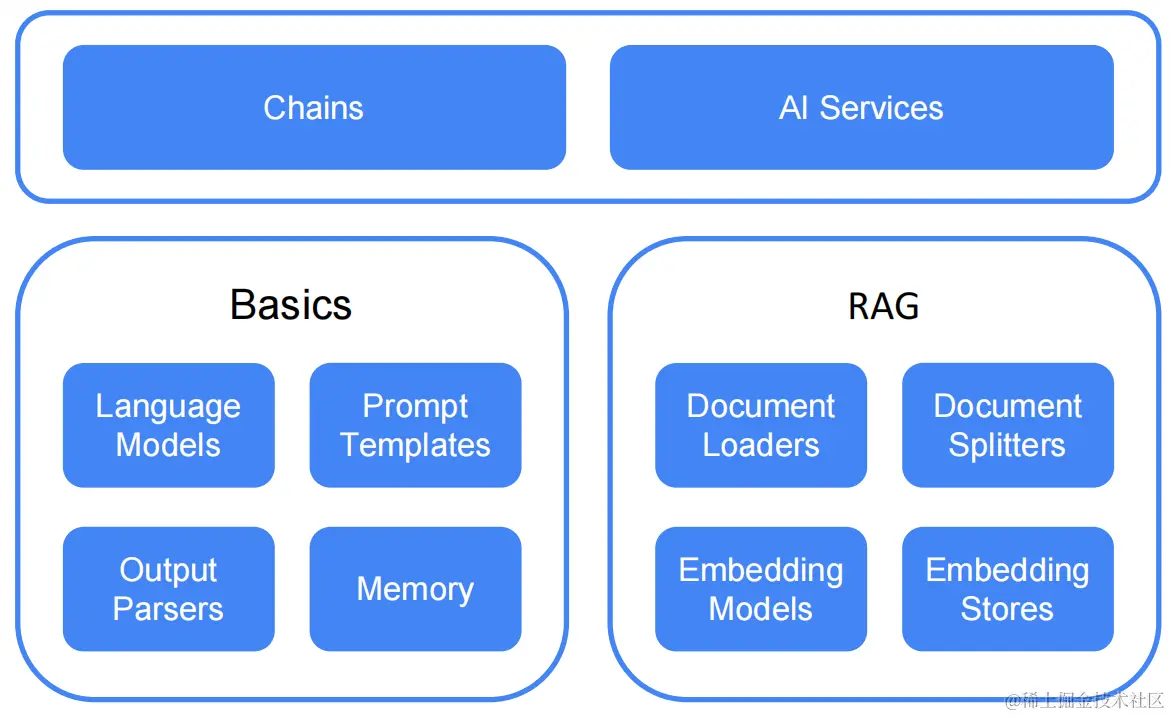 Chains
AI Services
Basics
Language
Models
Prompt
Templates
Output
Parsers
Memory
RAG
Document
Loaders
Document
Splitters
Embedding
Models
Embedding
Stores
@稀土掘金技术社区